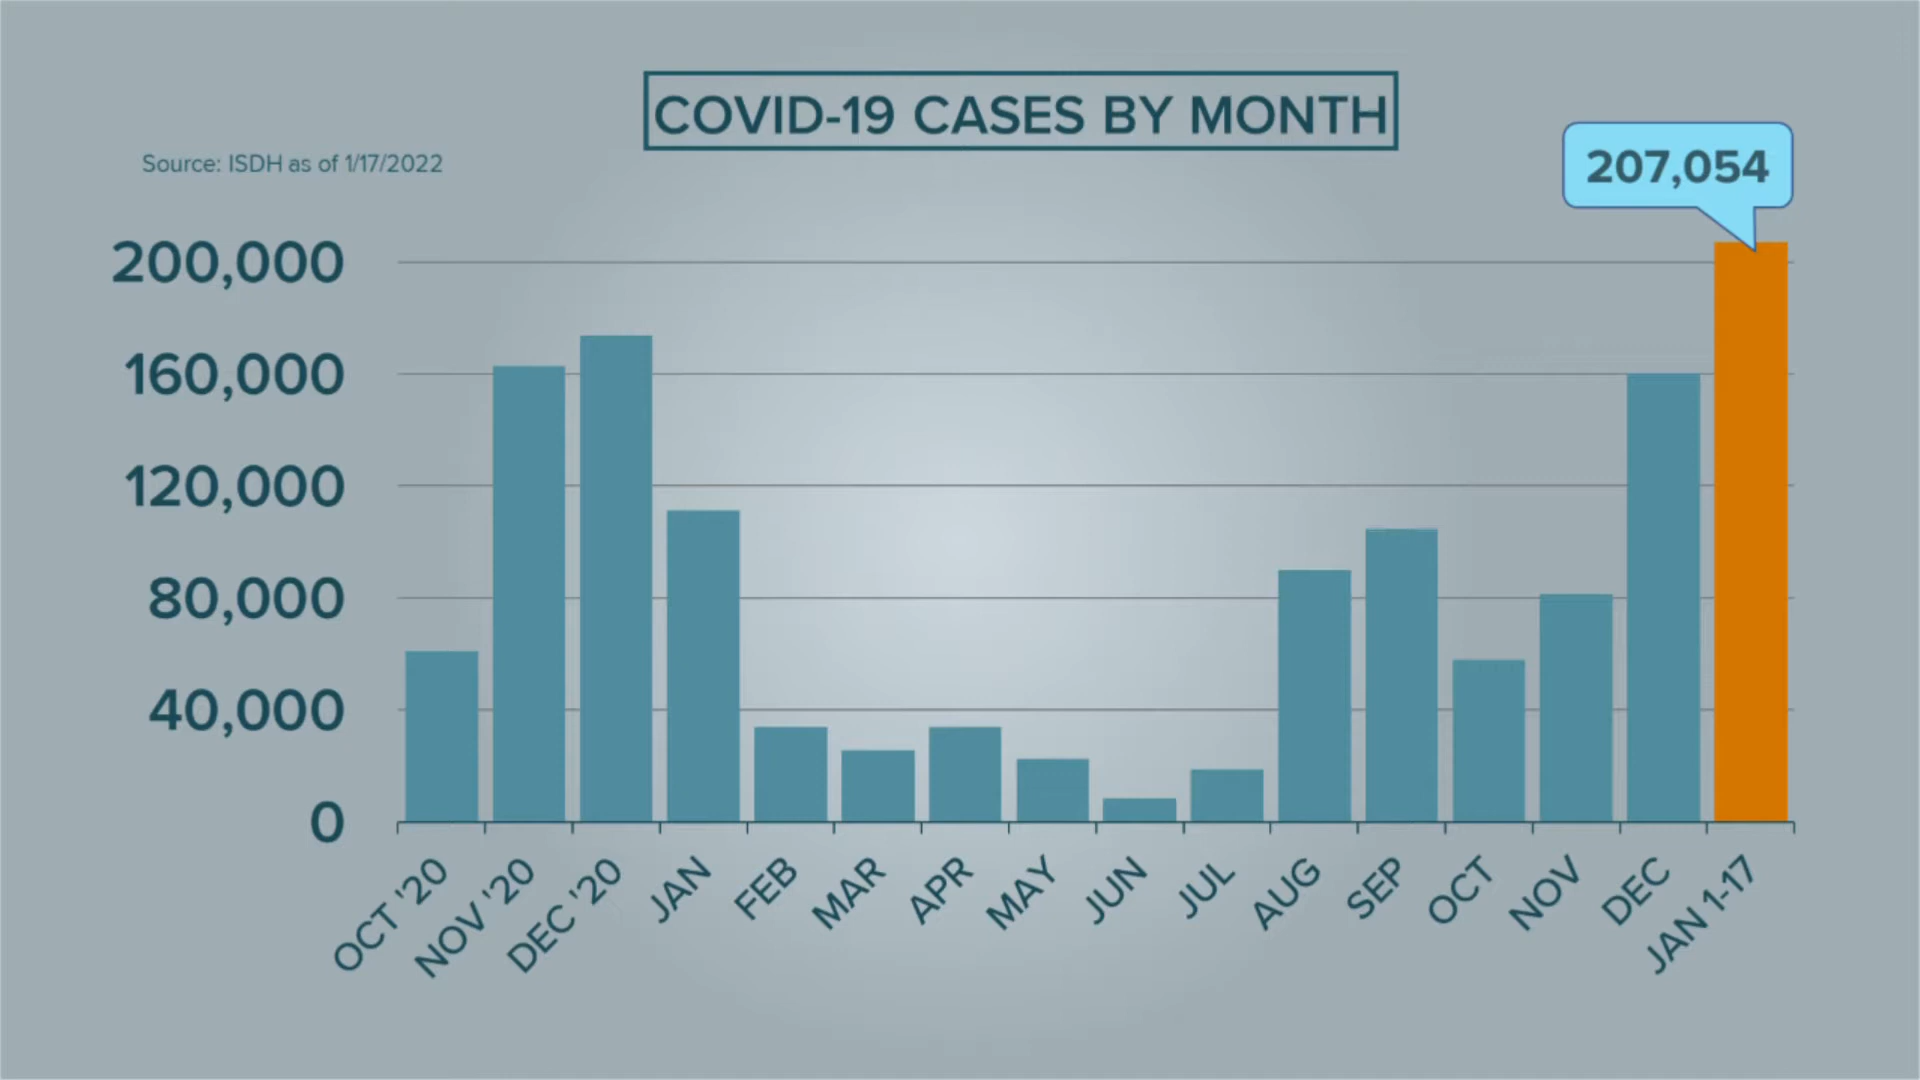 COVID-19 CASES BY MONTH
Source: ISDH as of 1/17/2022
207,054
200,000
160,000
120,000
80,000
40,000
0
OCT '20
NOV '20
DEC '20
JAN
FEB
MAR
APR
MAY
JUN
JUL
AUG
SEP
OCT
NOV
DEC
JAN 1-17